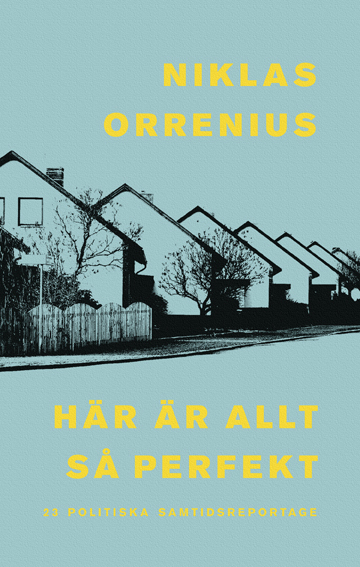 NIKLAS
ORRENIUS
HÄR ÄR ALLT
SÅ PERFEKT
23 POLITISKA SAMTIDSREPORTAGE